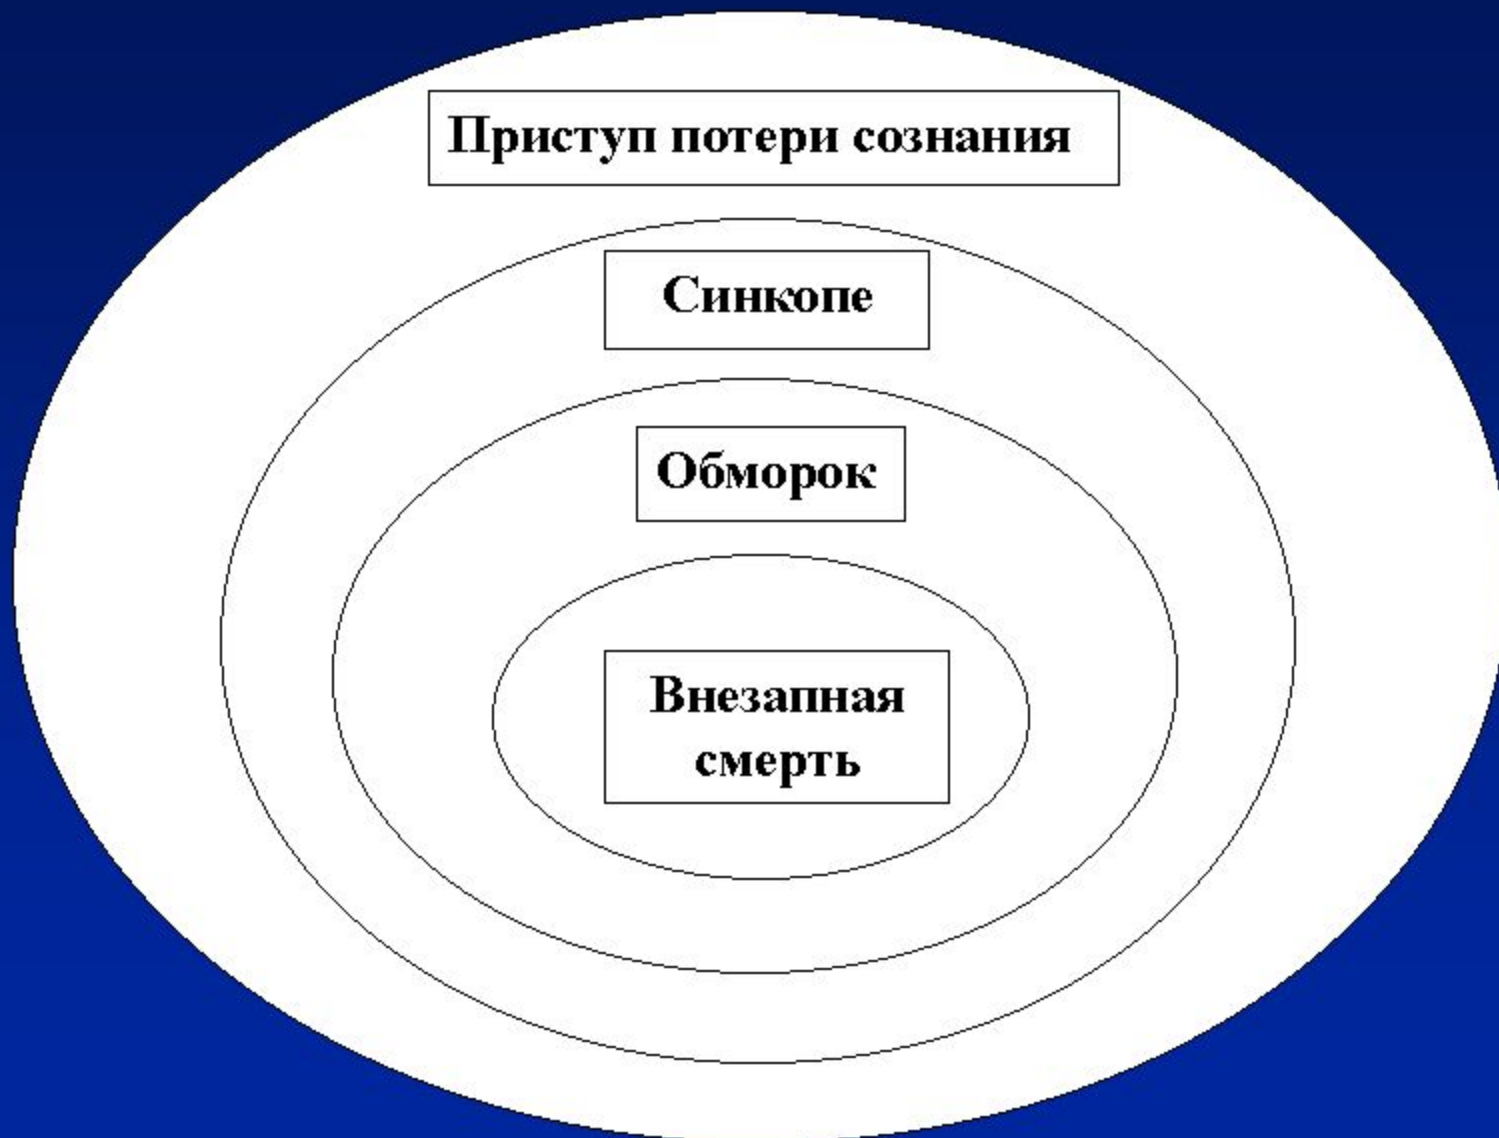 Приступ потери сознания
Синкопе
Обморок
Внезапная
смерть